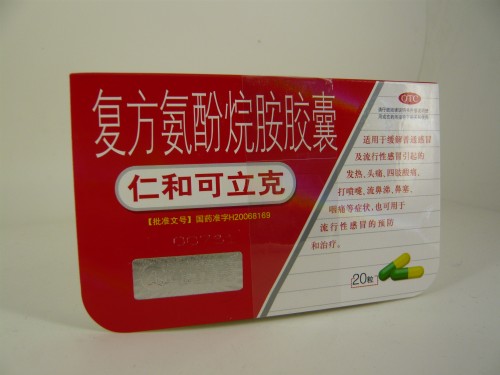 复方氨酚烷胺胶囊
仁和可立克
【批准文号】国药准字H20068169
OTC
适用于缓解普通感冒
及流行性感冒引起的
发热、头痛、四肢酸痛、
打喷嚏、流鼻涕、鼻塞、
咽痛等症状，也可用于
流行性感冒的预防
和治疗。
20粒